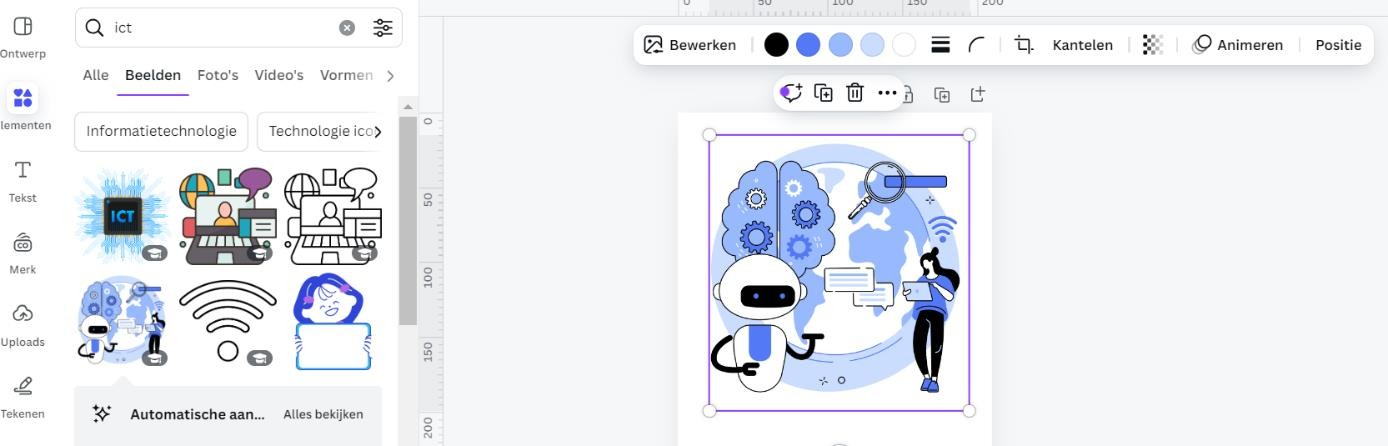 ict
Ontwerp
lementen
Tekst
Merk
Uploads
Tekenen
Alle Beelden Foto's Video's Vormen
Informatietechnologie Technologie ico
ICT
Automatische aan... Alles bekijken
0 50 100 150 200
Bewerken Kantelen Animeren Positie
0
50
100
150
200